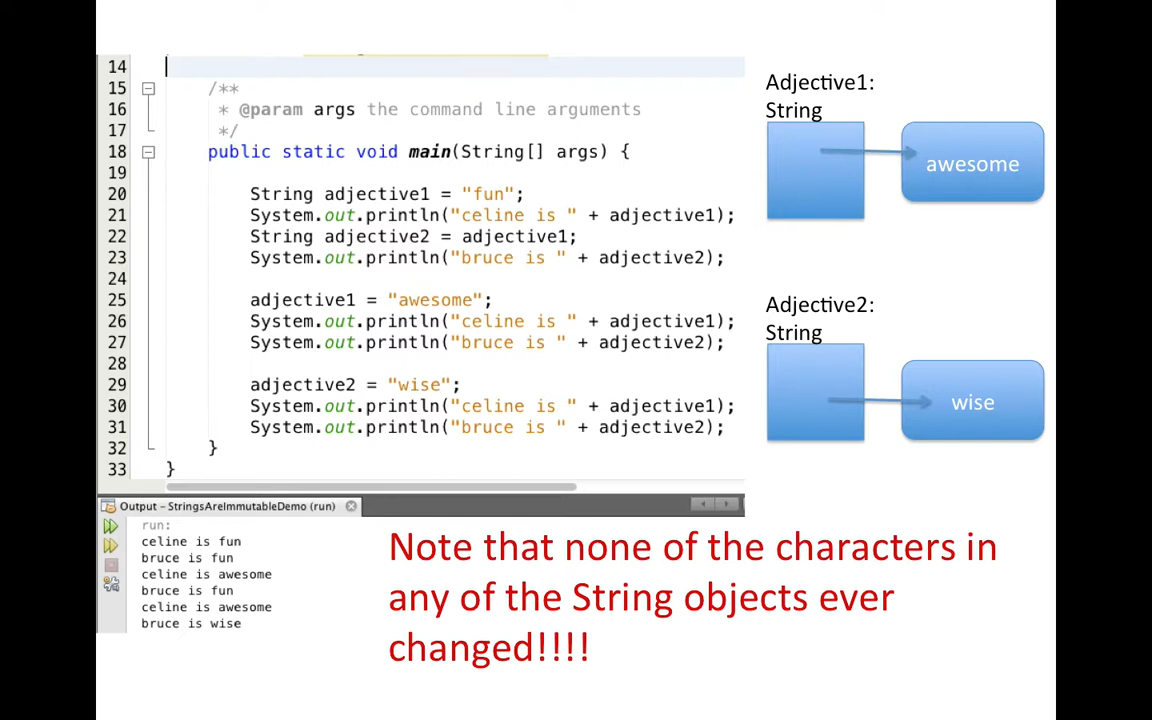 14
15 /**
16 * @param args the command line arguments
17 */
18 public static void main(String[] args) {
19
20 String adjective1 = "fun";
21 System.out.println("celine is " + adjective1);
22 String adjective2 = adjective1;
23 System.out.println("bruce is " + adjective2);
24
25 adjective1 = "awesome";
26 System.out.println("celine is " + adjective1);
27 System.out.println("bruce is " + adjective2);
28
29 adjective2 = "wise";
30 System.out.println("celine is " + adjective1);
31 System.out.println("bruce is " + adjective2);
32 }
33 }
Adjective1:
String
awesome
Adjective2:
String
wise
Output - StringsAreImmutableDemo (run)
run:
celine is fun
bruce is fun
celine is awesome
bruce is fun
celine is awesome
bruce is wise
Note that none of the characters in
any of the String objects ever
changed!!!!